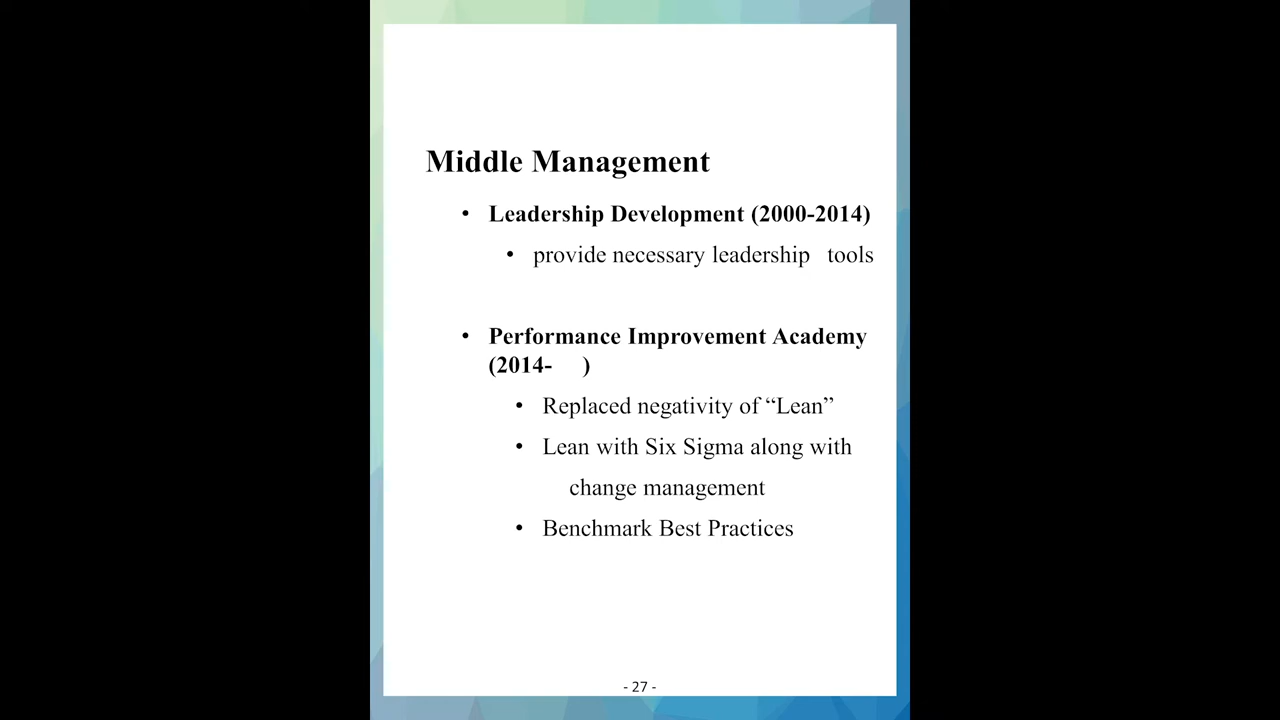 Middle Management
• Leadership Development (2000-2014)
• provide necessary leadership tools
• Performance Improvement Academy
(2014- )
• Replaced negativity of “Lean”
• Lean with Six Sigma along with
change management
• Benchmark Best Practices
- 27 -